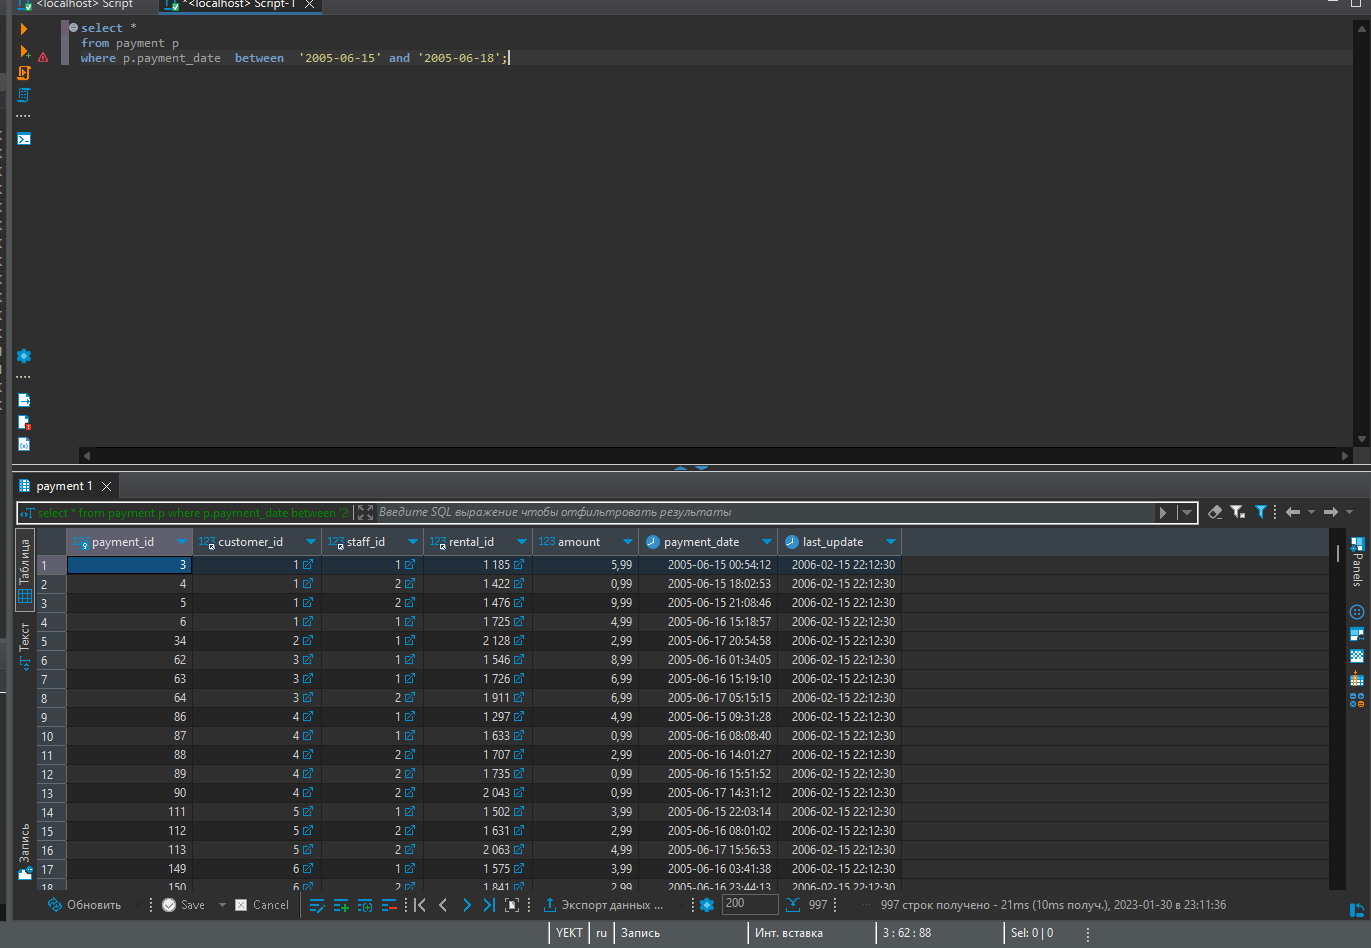 <localhost> Script
*<localhost> Script-1
select *
from payment p
where p.payment_date  between  '2005-06-15' and '2005-06-18';
payment 1
select * from payment p where p.payment_date between '2
Введите SQL выражение чтобы отфильтровать результаты
Таблица
Текст
Запись
Panels
payment_id customer_id staff_id rental_id amount payment_date last_update
1 3 1 1 1 185 5,99 2005-06-15 00:54:12 2006-02-15 22:12:30
2 4 1 2 1 422 0,99 2005-06-15 18:02:53 2006-02-15 22:12:30
3 5 1 2 1 476 9,99 2005-06-15 21:08:46 2006-02-15 22:12:30
4 6 1 1 1 725 4,99 2005-06-16 15:18:57 2006-02-15 22:12:30
5 34 2 1 2 128 2,99 2005-06-17 20:54:58 2006-02-15 22:12:30
6 62 3 1 1 546 8,99 2005-06-16 01:34:05 2006-02-15 22:12:30
7 63 3 1 1 726 6,99 2005-06-16 15:19:10 2006-02-15 22:12:30
8 64 3 2 1 911 6,99 2005-06-17 05:15:15 2006-02-15 22:12:30
9 86 4 1 1 297 4,99 2005-06-15 09:31:28 2006-02-15 22:12:30
10 87 4 1 1 633 0,99 2005-06-16 08:08:40 2006-02-15 22:12:30
11 88 4 2 1 707 2,99 2005-06-16 14:01:27 2006-02-15 22:12:30
12 89 4 2 1 735 0,99 2005-06-16 15:51:52 2006-02-15 22:12:30
13 90 4 2 2 043 0,99 2005-06-17 14:31:12 2006-02-15 22:12:30
14 111 5 1 1 502 3,99 2005-06-15 22:03:14 2006-02-15 22:12:30
15 112 5 2 1 631 2,99 2005-06-16 08:01:02 2006-02-15 22:12:30
16 113 5 2 2 063 4,99 2005-06-17 15:56:53 2006-02-15 22:12:30
17 149 6 1 1 575 3,99 2005-06-16 03:41:38 2006-02-15 22:12:30
18 150 6 2 1 841 2,99 2005-06-16 23:44:13 2006-02-15 22:12:30
Обновить Save Cancel Экспорт данных ... 200 997 997 строк получено - 21ms (10ms получ.), 2023-01-30 в 23:11:36
YEKT ru Запись Инт. вставка 3 : 62 : 88 Sel: 0 | 0